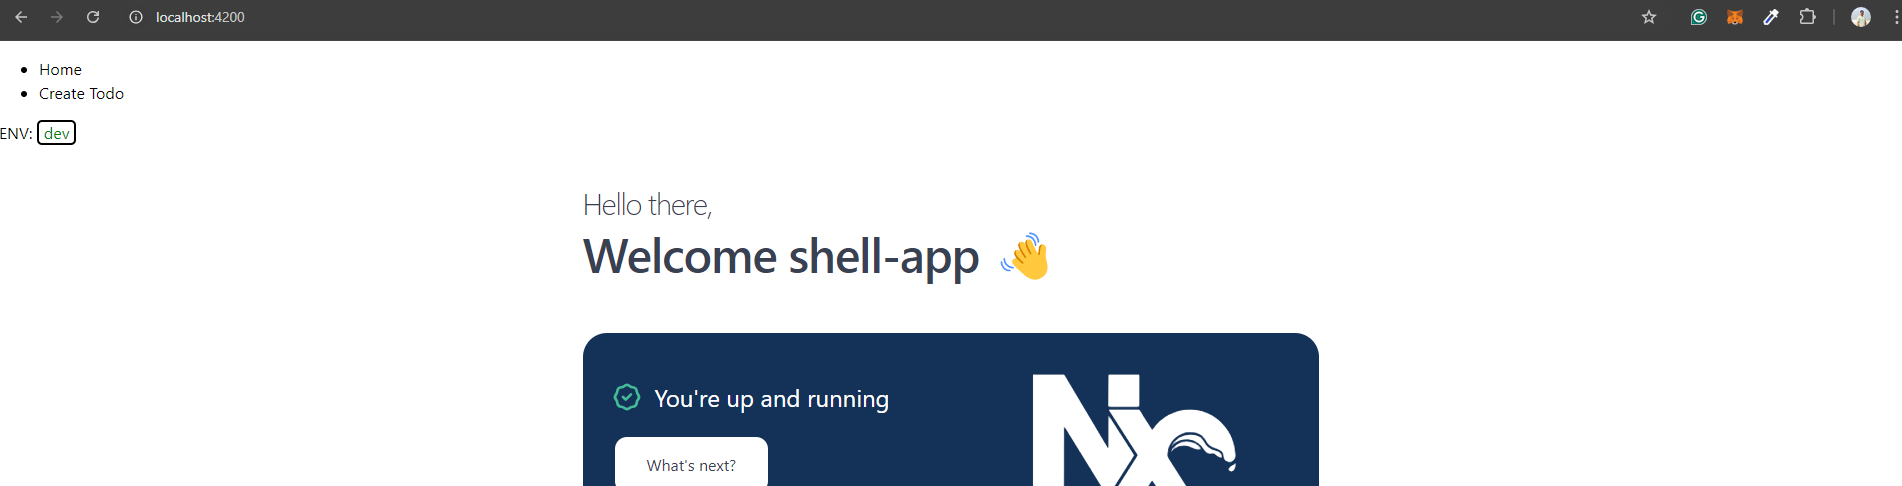 localhost:4200
Home
Create Todo
ENV: dev
Hello there,
Welcome shell-app 👋
You're up and running
What's next?
Nx